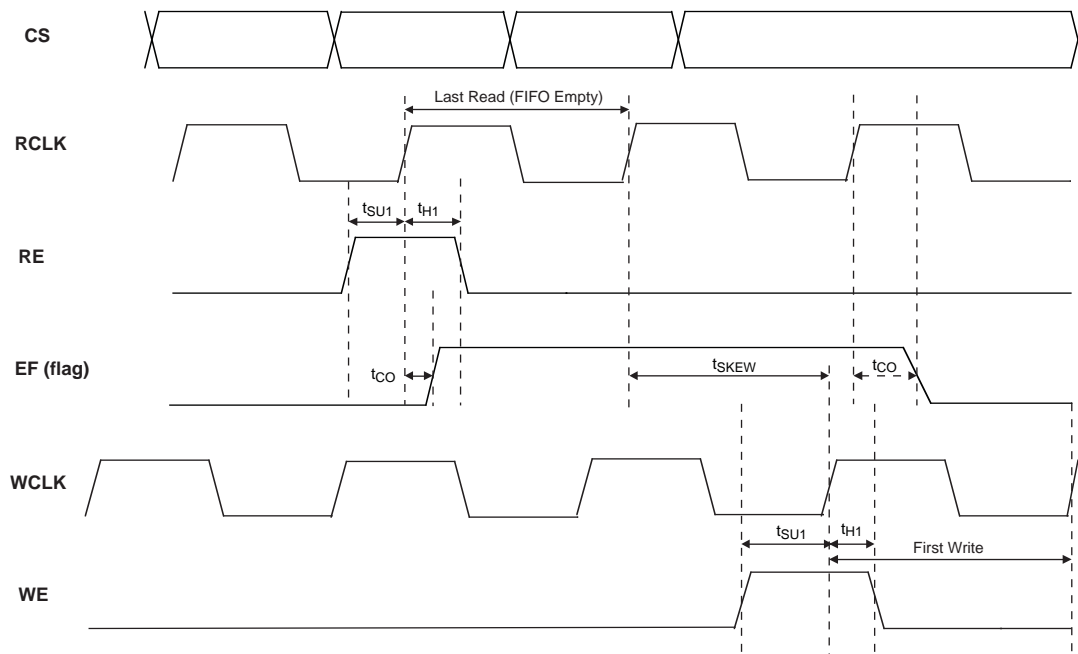 CS
Last Read (FIFO Empty)
RCLK
tSU1 tH1
RE
EF (flag)
tCO tSKEW tCO
WCLK
tSU1 tH1
First Write
WE